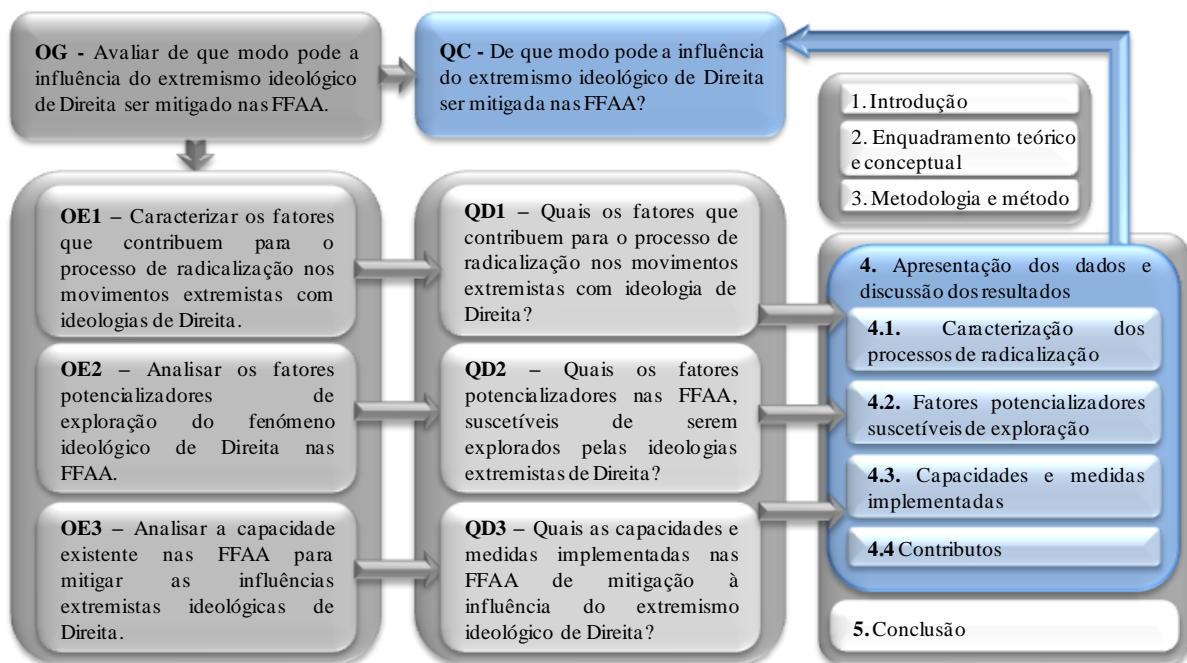 OG - Avaliar de que modo pode a
influência do extremismo ideológico
de Direita ser mitigado nas FFAA.
QC - De que modo pode a influência
do extremismo ideológico de Direita
ser mitigada nas FFAA?
1. Introdução
2. Enquadramento teórico
e conceptual
3. Metodologia e método
OE1 – Caracterizar os fatores
que contribuem para o
processo de radicalização nos
movimentos extremistas com
ideologias de Direita.
QD1 – Quais os fatores que
contribuem para o processo de
radicalização nos movimentos
extremistas com ideologia de
Direita?
OE2 – Analisar os fatores
potencializadores de
exploração do fenómeno
ideológico de Direita nas
FFAA.
QD2 – Quais os fatores
potencializadores nas FFAA,
suscetíveis de serem
explorados pelas ideologias
extremistas de Direita?
OE3 – Analisar a capacidade
existente nas FFAA para
mitigar as influências
extremistas ideológicas de
Direita.
QD3 – Quais as capacidades e
medidas implementadas nas
FFAA de mitigação à
influência do extremismo
ideológico de Direita?
4. Apresentação dos dados e
discussão dos resultados
4.1. Caracterização dos
processos de radicalização
4.2. Fatores potencializadores
suscetíveis de exploração
4.3. Capacidades e medidas
implementadas
4.4 Contributos
5. Conclusão